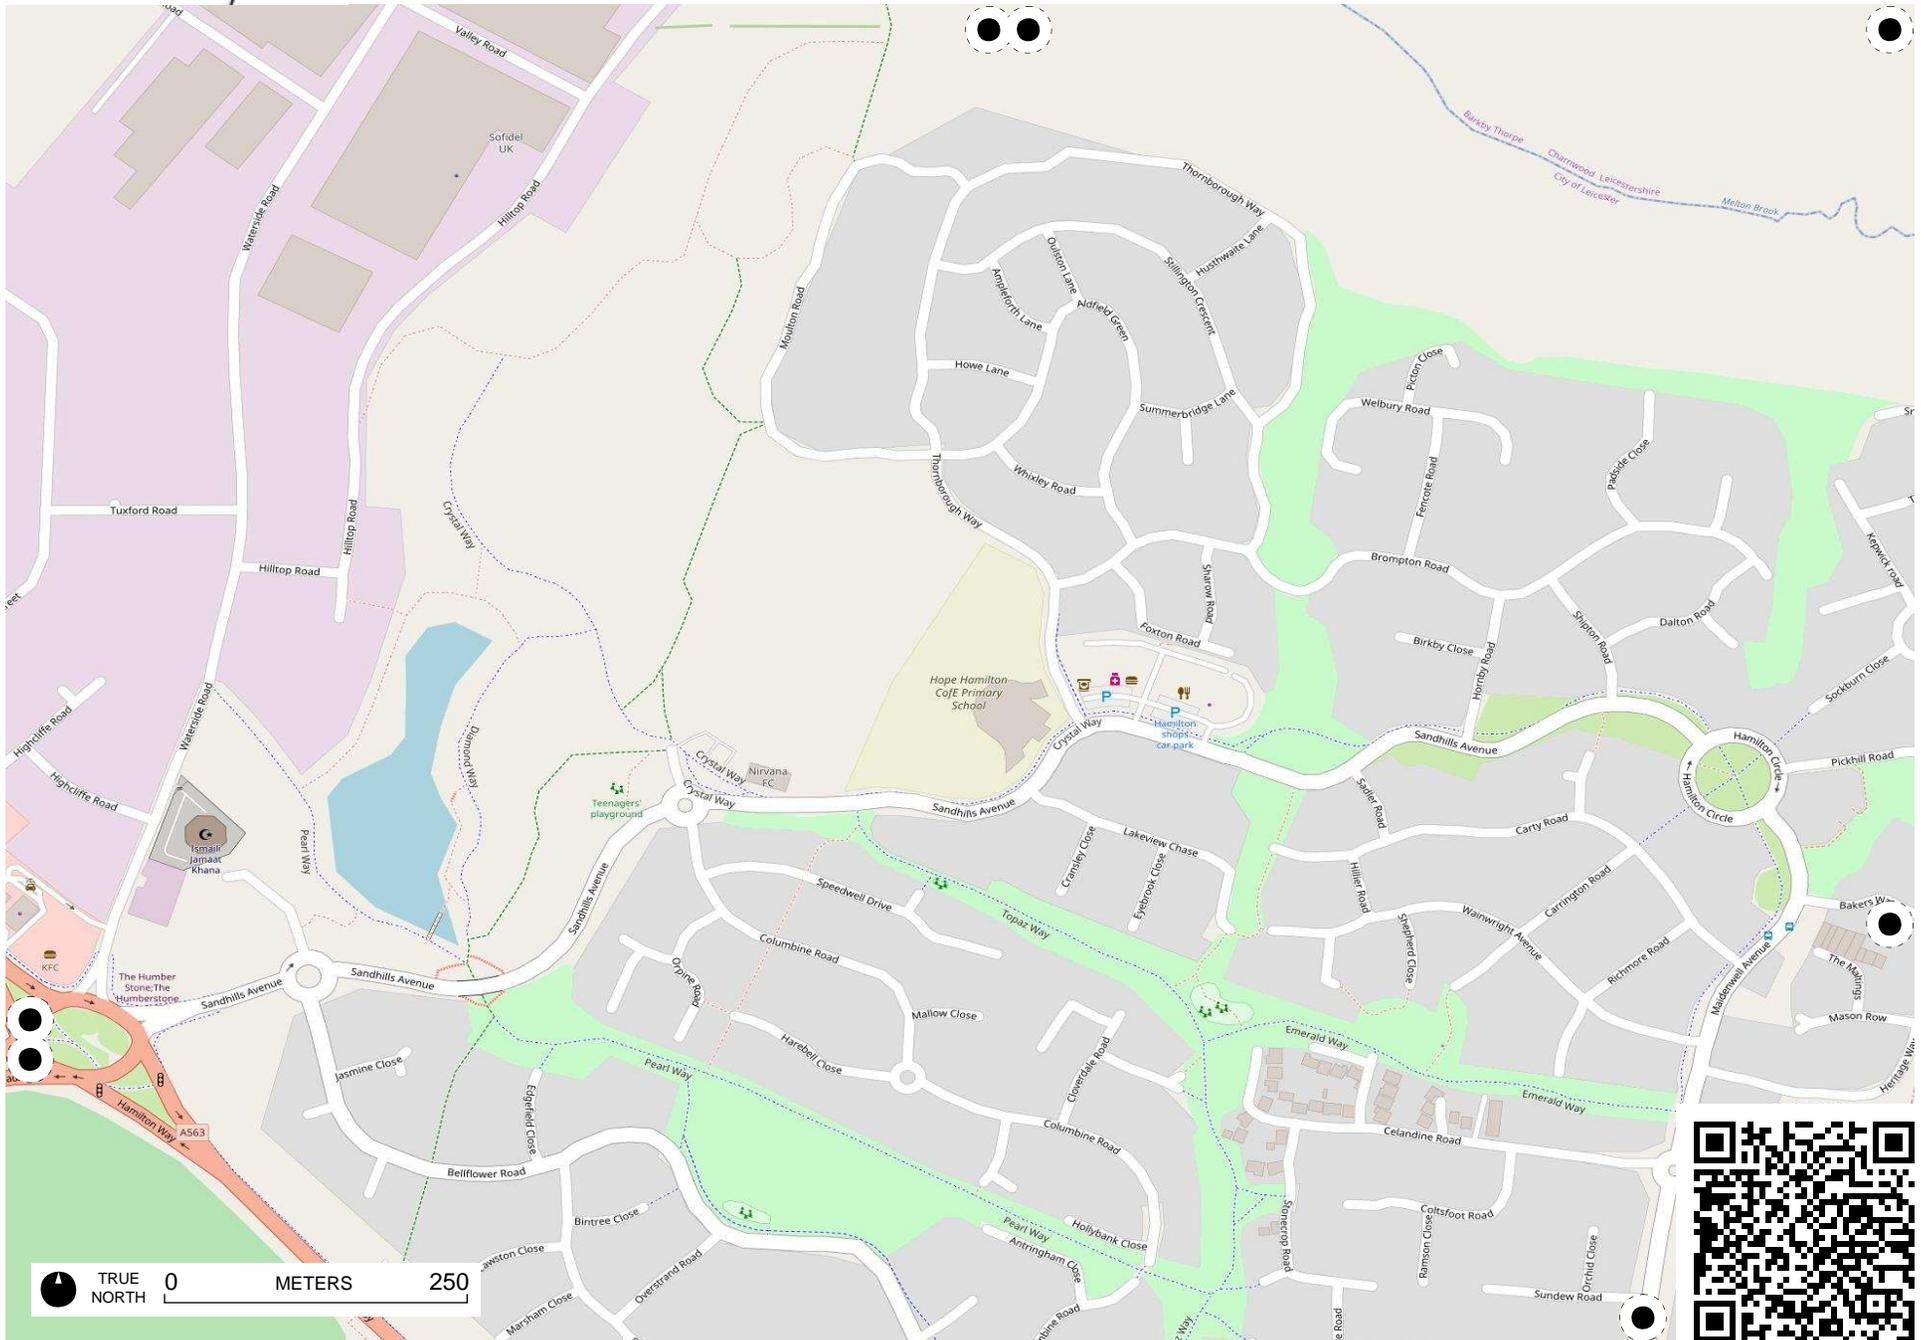 Valley Road
Sofidel
UK
Waterside Road
Hilltop Road
Barkby Thorpe
Charnwood Leicestershire
City of Leicester
Melton Brook
Thornborough Way
Husthwaite Lane
Stillington Crescent
Oulston Lane
Ampleforth Lane
Aldfield Green
Moulton Road
Howe Lane
Summerbridge Lane
Picton Close
Welbury Road
Padside Close
Fencote Road
Whixley Road
Thornborough Way
Crystal Way
Tuxford Road
Hilltop Road
Hilltop Road
Kepwick road
Brompton Road
Sharow Road
Foxton Road
Shipton Road
Dalton Road
Birkby Close
Hornby Road
Sockburn Close
Hope Hamilton
CofE Primary
School
P
P
Hamilton
shops
car park
Highcliffe Road
Waterside Road
Diamond Way
Crystal Way
Sandhills Avenue
Hamilton Circle
Hamilton Circle
Pickhill Road
Highcliffe Road
Crystal Way
Nirvana
FC
Crystal Way
Teenagers'
playground
Sandhills Avenue
Sadler Road
Carty Road
Ismaili
Jamaat
Khana
Pearl Way
Cransley Close
Lakeview Chase
Eyebrook Close
Hillier Road
Carrington Road
Speedwell Drive
Sandhills Avenue
Topaz Way
Shepherd Close
Wainwright Avenue
Richmore Road
Maidenwell Avenue
The Maltings
Mason Row
KFC
The Humber
Stone;The
Humberstone
Sandhills Avenue
Sandhills Avenue
Columbine Road
Orpine Road
Mallow Close
Harebell Close
Cloverdale Road
Emerald Way
Emerald Way
Jasmine Close
Edgefield Close
Pearl Way
Hamilton Way
A563
Columbine Road
Celandine Road
Bellflower Road
Bintree Close
Pearl Way
Hollybank Close
Antringham Close
Stonecrop Road
Coltsfoot Road
Ramson Close
Orchid Close
Sundew Road
Overstrand Road
Marsham Close
TRUE
NORTH
0 METERS 250